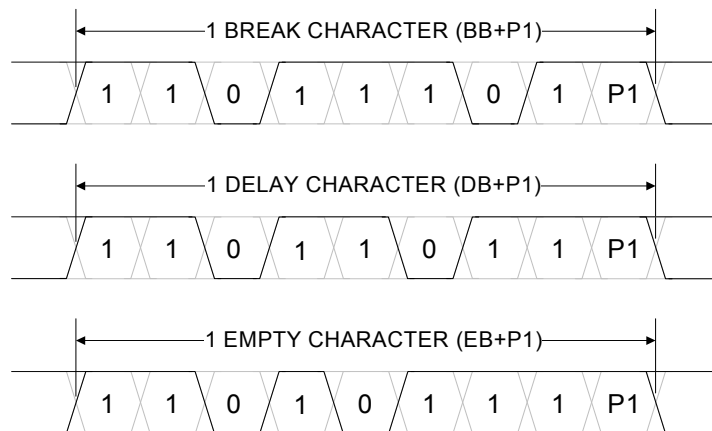 1 BREAK CHARACTER (BB+P1)
1 1 0 1 1 1 0 1 P1
1 DELAY CHARACTER (DB+P1)
1 1 0 1 1 0 1 1 P1
1 EMPTY CHARACTER (EB+P1)
1 1 0 1 0 1 1 1 P1